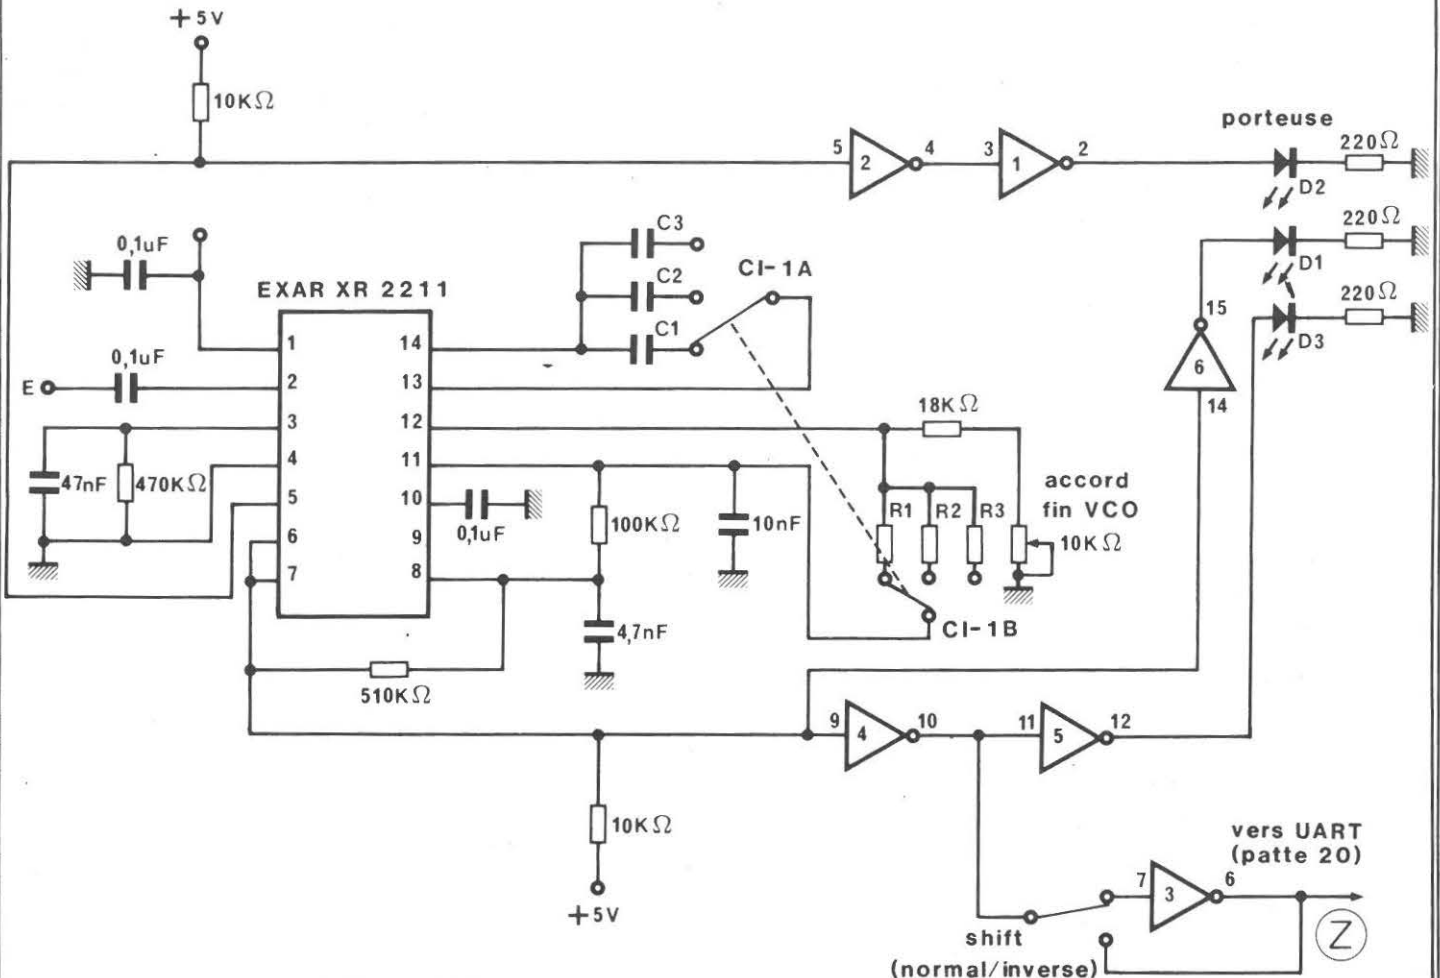 +5V
10KΩ
porteuse
5
2
4
3
1
2
220Ω
D2
0,1uF
C3
220Ω
D1
C2
CI-1A
EXAR XR 2211
220Ω
15
C1
D3
1
14
0,1uF
6
E
2
13
14
3
12
18KΩ
4
11
accord
fin VCO
47nF
470KΩ
5
10
R1
R2
R3
0,1uF
100KΩ
10nF
10KΩ
6
9
7
8
4,7nF
CI-1B
510KΩ
9
4
10
11
5
12
10KΩ
vers UART
(patte 20)
+5V
7
3
6
shift
(normal/inverse)
Z